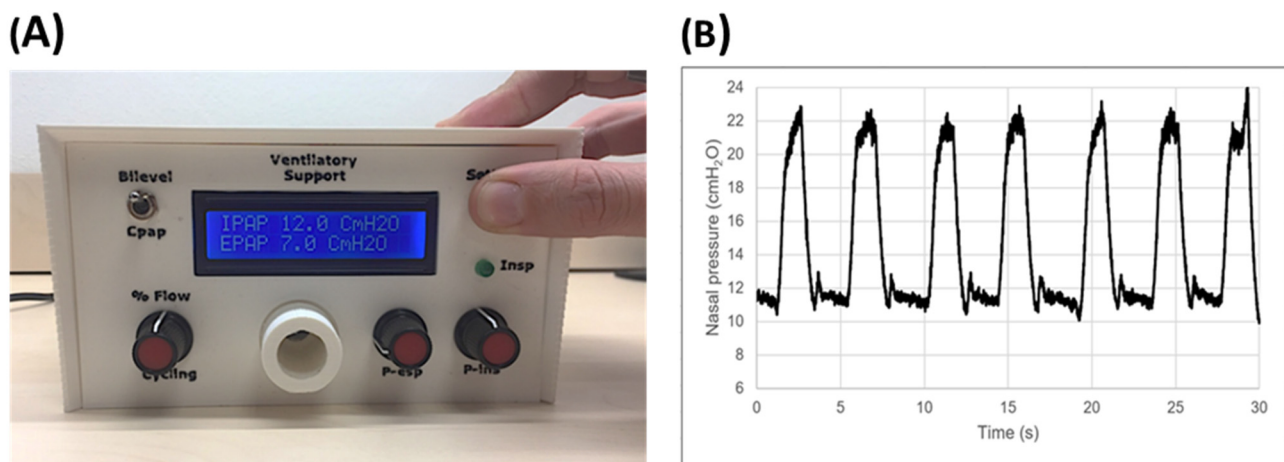 (A)
Bilevel
Cpap
Ventilatory
Support
IPAP 12.0 CmH2O
EPAP 7.0 CmH2O
Insp
% Flow
Cycling
P-esp
P-ins
(B)
Nasal pressure (cmH₂O)
24
22
20
18
16
14
12
10
8
6
0 5 10 15 20 25 30
Time (s)